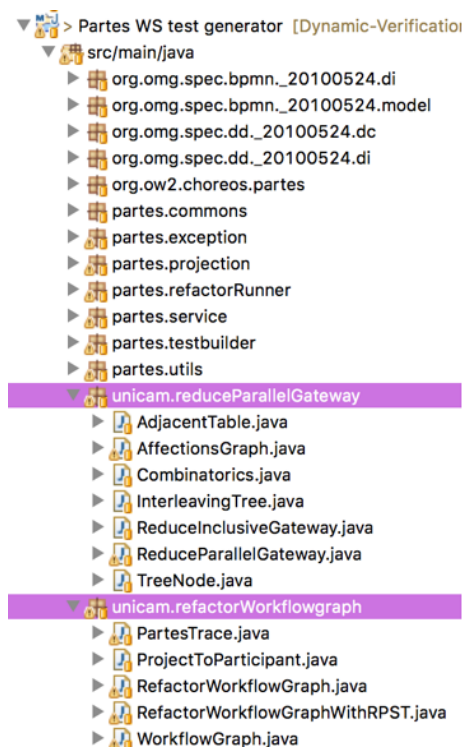 > Partes WS test generator [Dynamic-Verification
src/main/java
org.omg.spec.bpmn._20100524.di
org.omg.spec.bpmn._20100524.model
org.omg.spec.dd._20100524.dc
org.omg.spec.dd._20100524.di
org.ow2.choreos.partes
partes.commons
partes.exception
partes.projection
partes.refactorRunner
partes.service
partes.testbuilder
partes.utils
unicam.reduceParallelGateway
AdjacentTable.java
AffectionsGraph.java
Combinatorics.java
InterleavingTree.java
ReduceInclusiveGateway.java
ReduceParallelGateway.java
TreeNode.java
unicam.refactorWorkflowgraph
PartesTrace.java
ProjectToParticipant.java
RefactorWorkflowGraph.java
RefactorWorkflowGraphWithRPST.java
WorkflowGraph.java